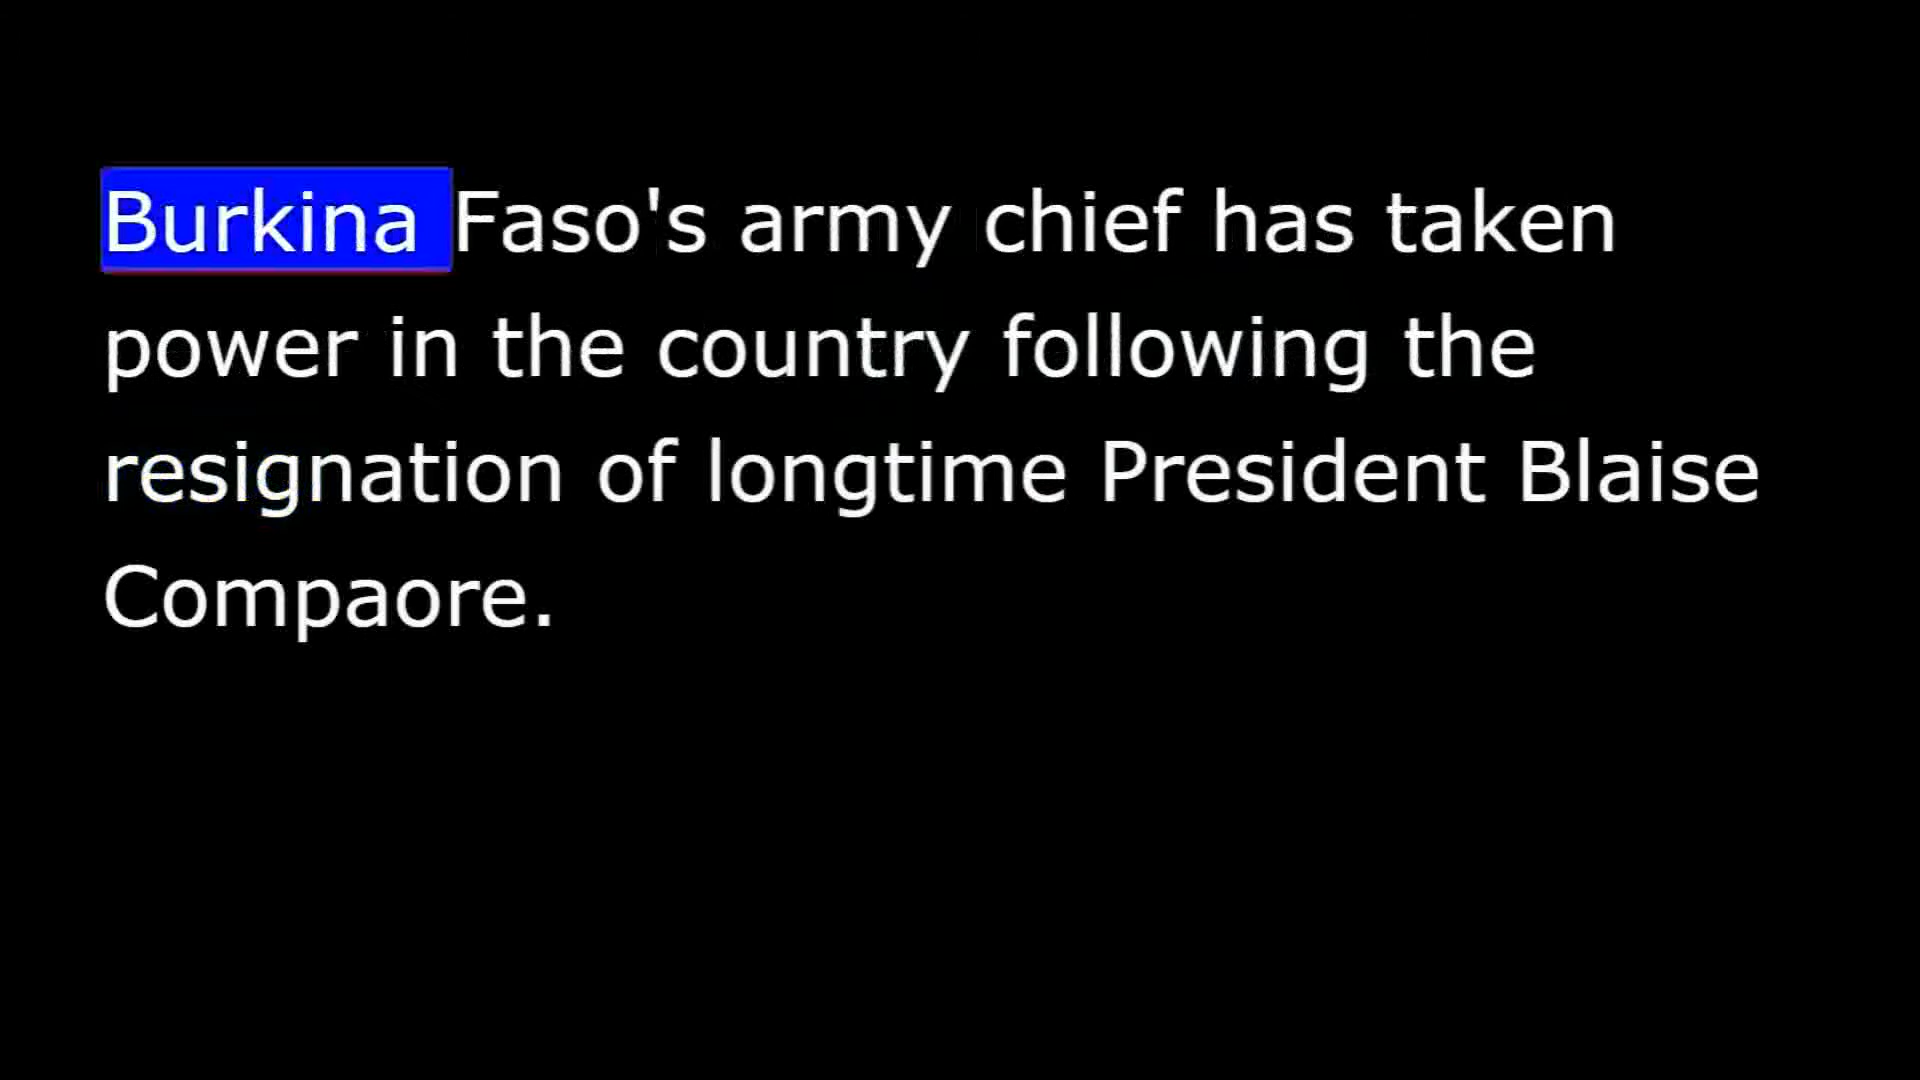 Burkina Faso's army chief has taken
power in the country following the
resignation of longtime President Blaise
Compaore.